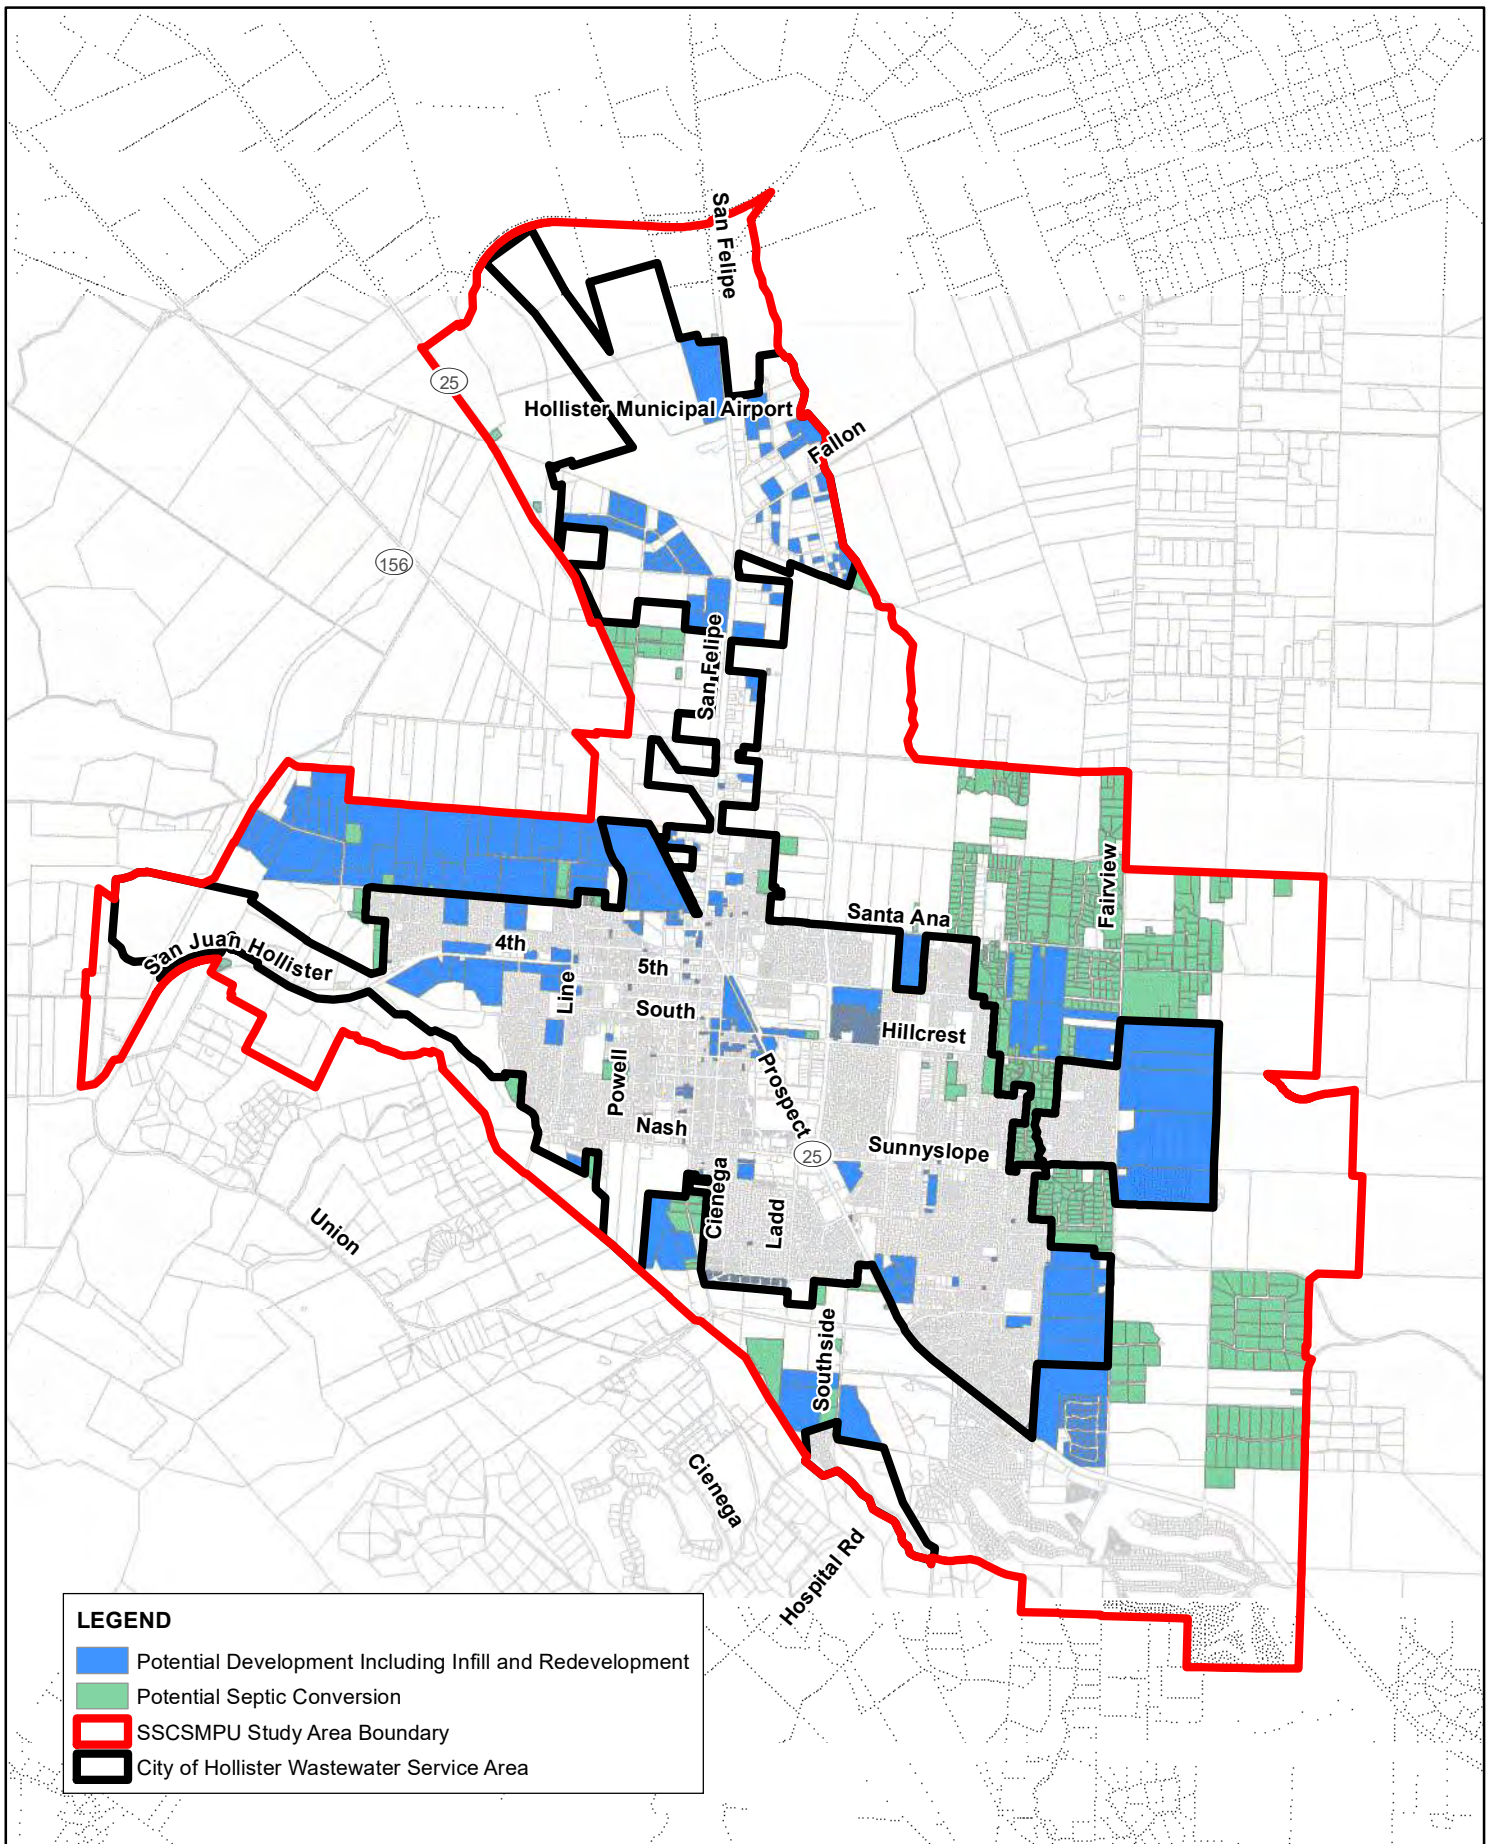 San Felipe
25
Hollister Municipal Airport
Fallon
156
San Felipe
Fairview
Santa Ana
San Juan Hollister
4th
5th
Line
South
Hillcrest
Powell
Prospect
Nash
25
Sunnyslope
Cienega
Ladd
Union
Southside
Cienega
Hospital Rd
LEGEND
Potential Development Including Infill and Redevelopment
Potential Septic Conversion
SSCSMPU Study Area Boundary
City of Hollister Wastewater Service Area